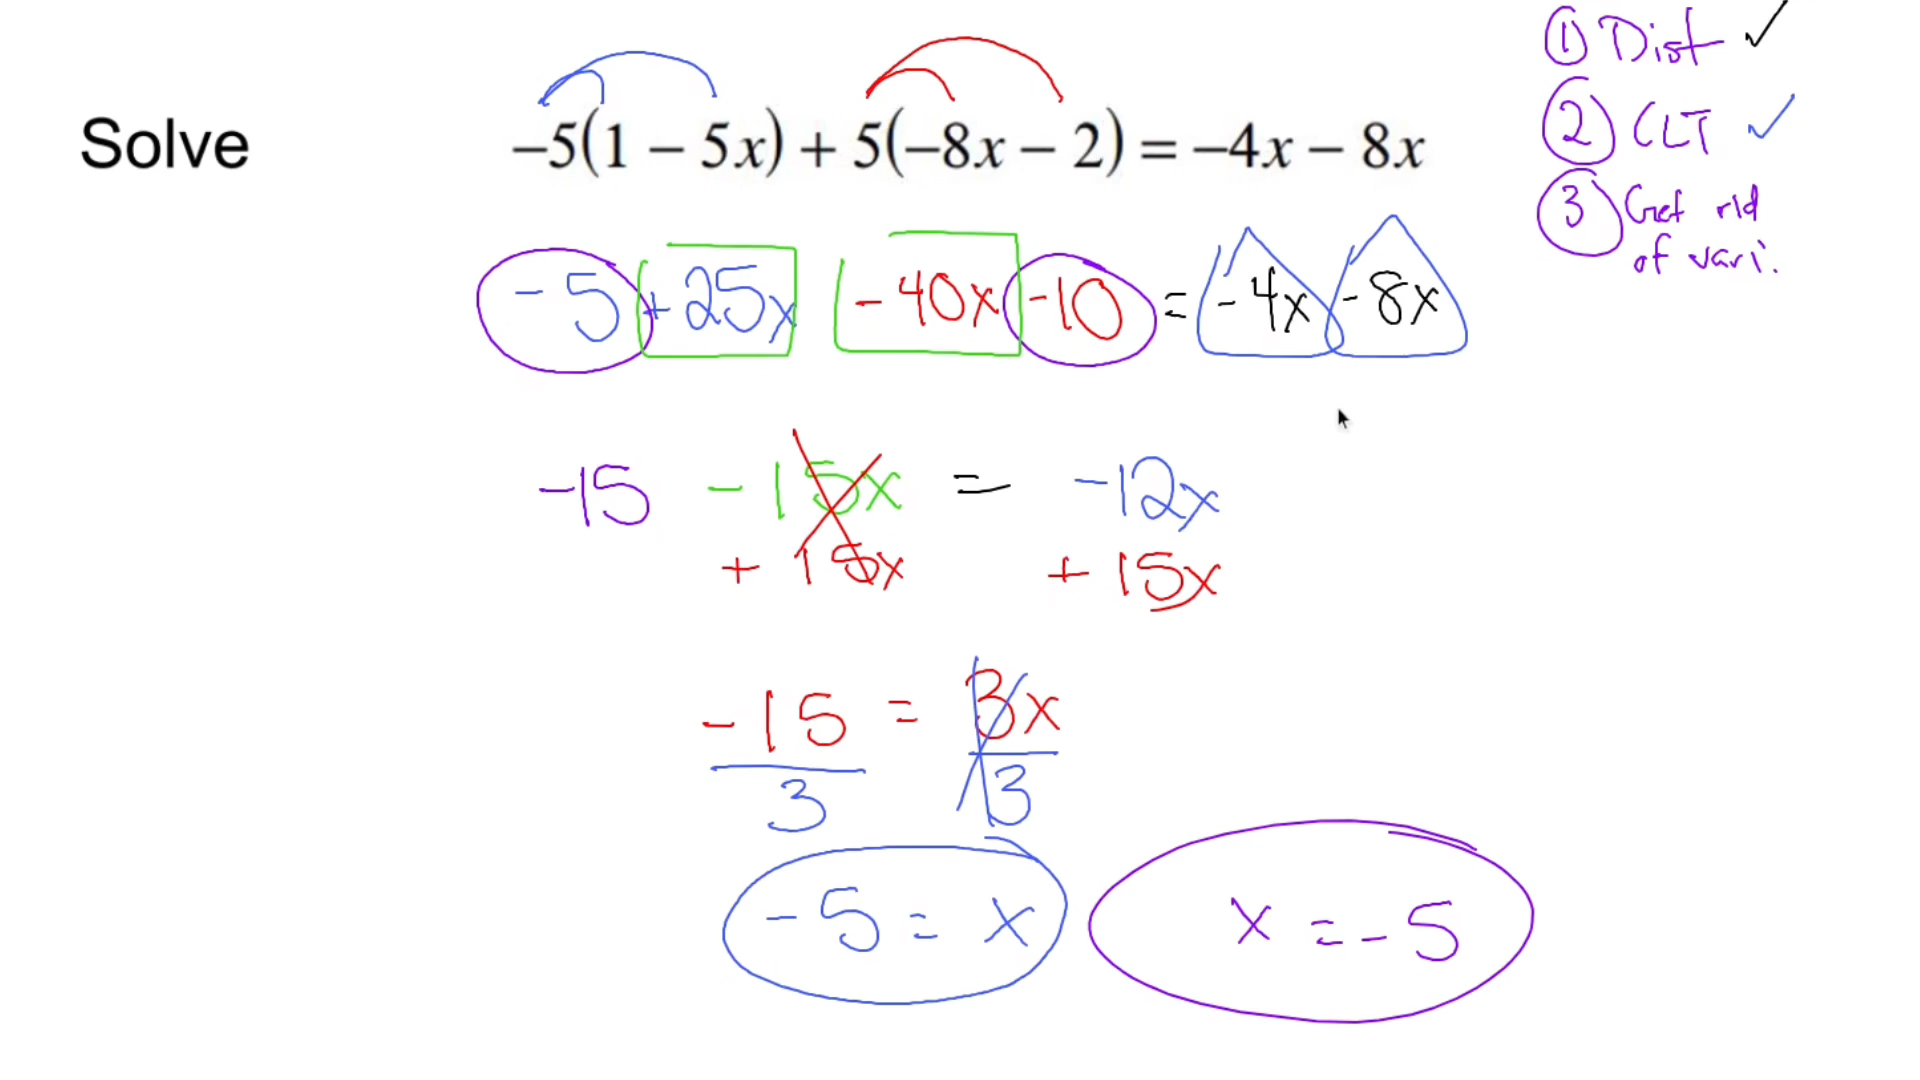 Solve −5(1 − 5x) + 5(−8x − 2) = −4x − 8x
① Dist ✓
② CLT ✓
③ Get rid
of vari.
-5 +25x -40x -10 = -4x -8x
-15 -15x = -12x
+ 15x + 15x
-15 = 3x
3 3
-5 = x
x = -5